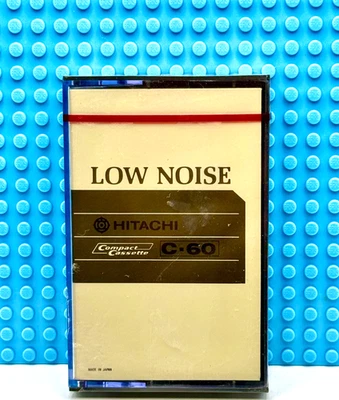 LOW NOISE
HITACHI
Compact Cassette C·60
MADE IN JAPAN